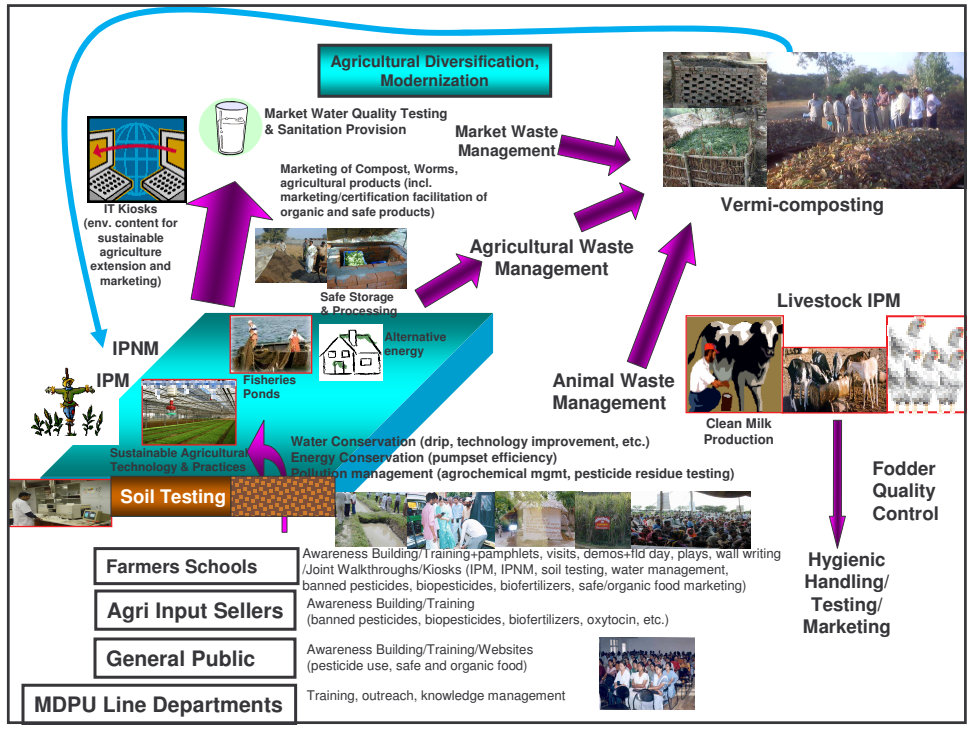 Agricultural Diversification,
Modernization
Market Water Quality Testing
& Sanitation Provision
Market Waste
Management
Marketing of Compost, Worms,
agricultural products (incl.
marketing/certification facilitation of
organic and safe products)
IT Kiosks
(env. content for
sustainable
agriculture
extension and
marketing)
Vermi-composting
Agricultural Waste
Management
Safe Storage
& Processing
Livestock IPM
Alternative
energy
IPNM
IPM
Fisheries
Ponds
Animal Waste
Management
Clean Milk
Production
Water Conservation (drip, technology improvement, etc.)
Energy Conservation (pumpset efficiency)
Pollution management (agrochemical mgmt, pesticide residue testing)
Sustainable Agricultural
Technology & Practices
Fodder
Quality
Control
Soil Testing
Hygienic
Handling/
Testing/
Marketing
Farmers Schools
Awareness Building/Training+pamphlets, visits, demos+fld day, plays, wall writing
/Joint Walkthroughs/Kiosks (IPM, IPNM, soil testing, water management,
banned pesticides, biopesticides, biofertilizers, safe/organic food marketing)
Agri Input Sellers
Awareness Building/Training
(banned pesticides, biopesticides, biofertilizers, oxytocin, etc.)
General Public
Awareness Building/Training/Websites
(pesticide use, safe and organic food)
MDPU Line Departments
Training, outreach, knowledge management